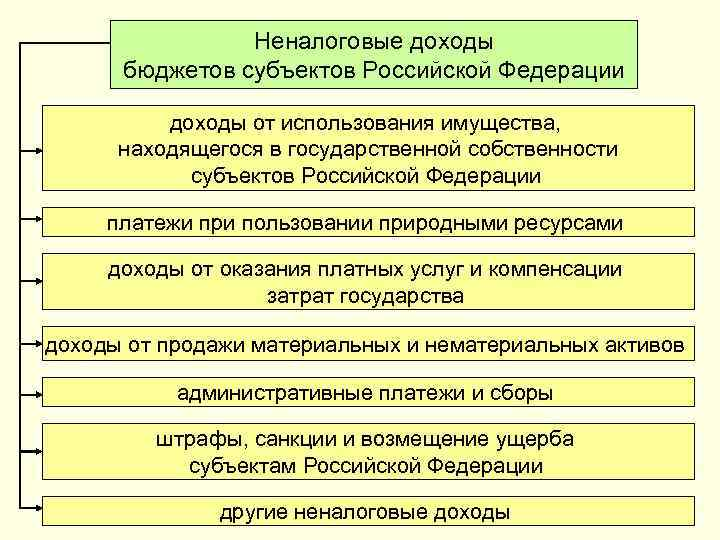 Неналоговые доходы
бюджетов субъектов Российской Федерации
доходы от использования имущества,
находящегося в государственной собственности
субъектов Российской Федерации
платежи при пользовании природными ресурсами
доходы от оказания платных услуг и компенсации
затрат государства
доходы от продажи материальных и нематериальных активов
административные платежи и сборы
штрафы, санкции и возмещение ущерба
субъектам Российской Федерации
другие неналоговые доходы